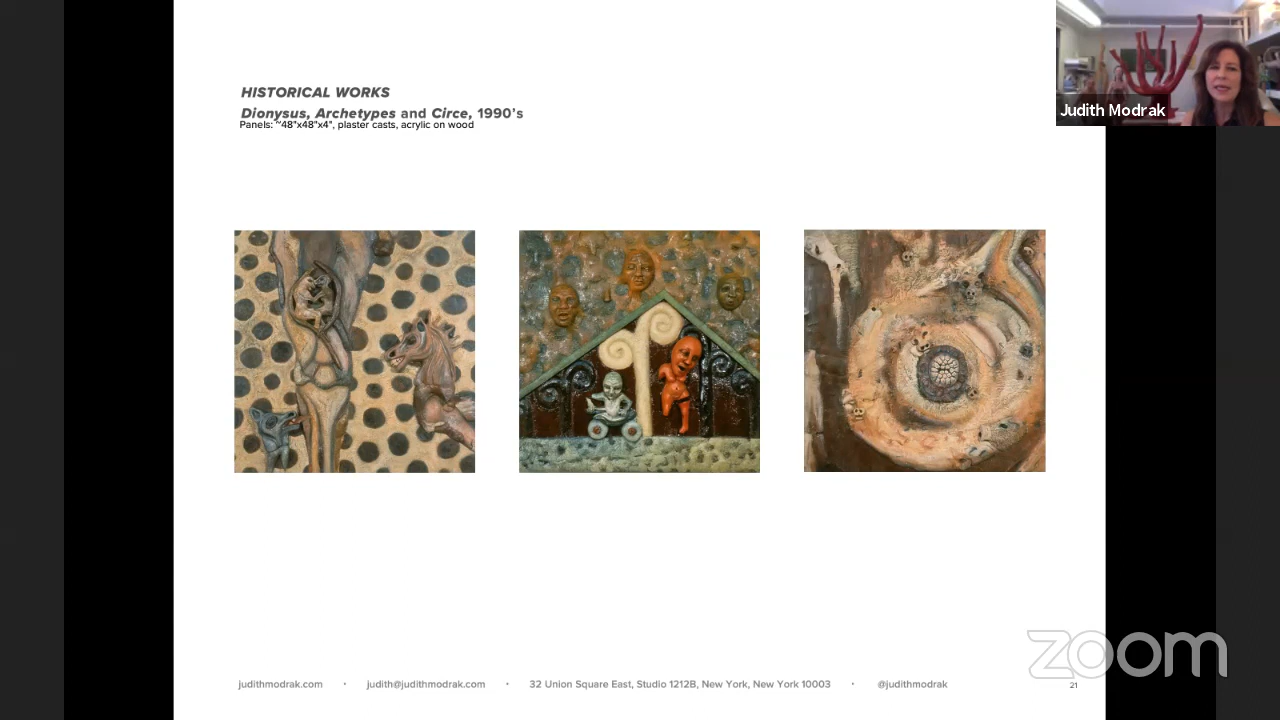 HISTORICAL WORKS
Dionysus, Archetypes and Circe, 1990's
Panels: ~48"x48"x4", plaster casts, acrylic on wood
Judith Modrak
zoom
judithmodrak.com • judith@judithmodrak.com • 32 Union Square East, Studio 1212B, New York, New York 10003 • @judithmodrak
21